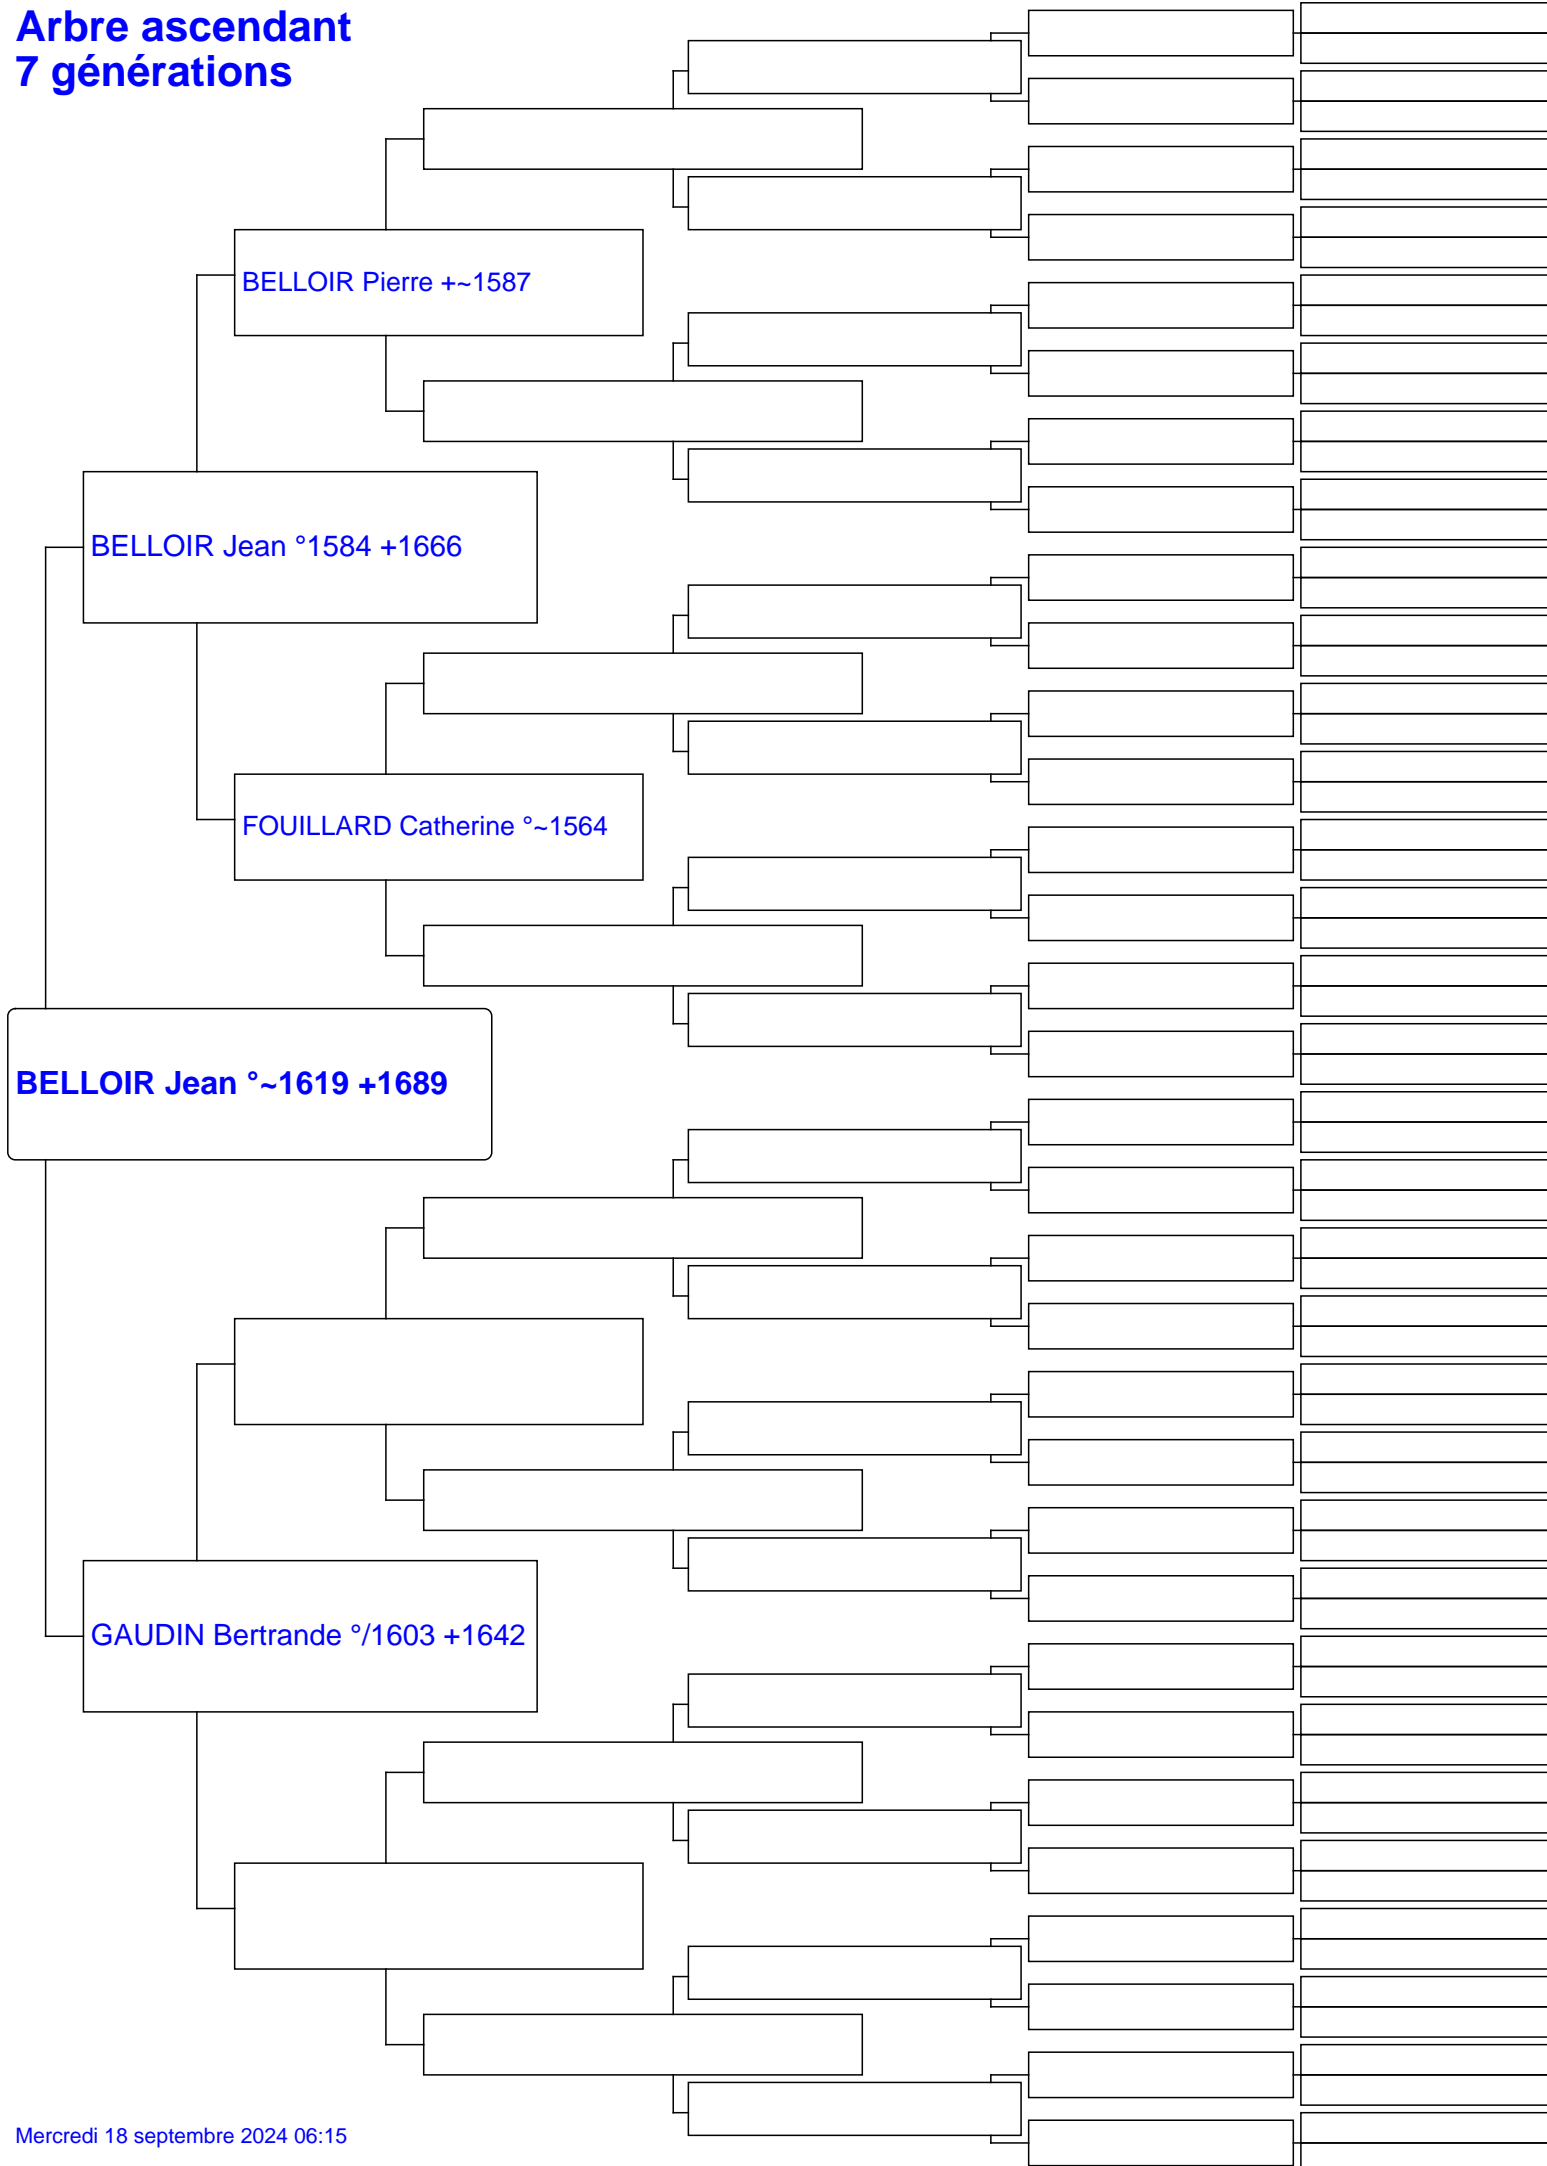 Arbre ascendant
7 générations
BELLOIR Pierre +~1587
BELLOIR Jean °1584 +1666
FOUILLARD Catherine °~1564
BELLOIR Jean °~1619 +1689
GAUDIN Bertrande °/1603 +1642
Mercredi 18 septembre 2024 06:15